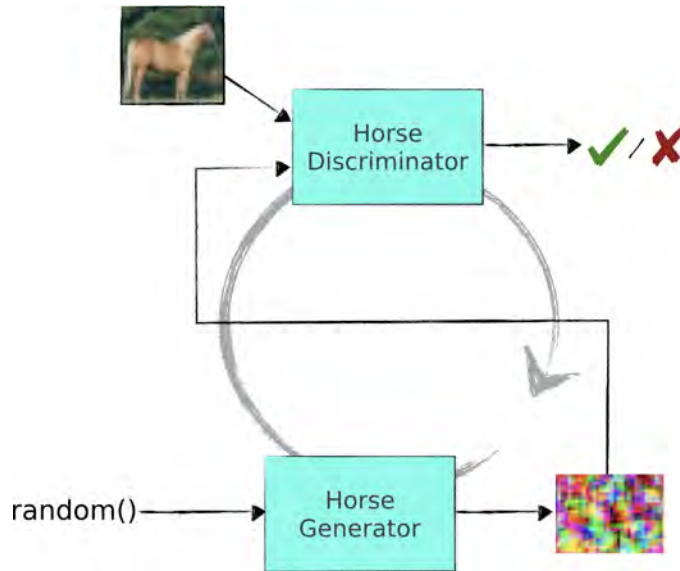 Horse
Discriminator
/
random()
Horse
Generator